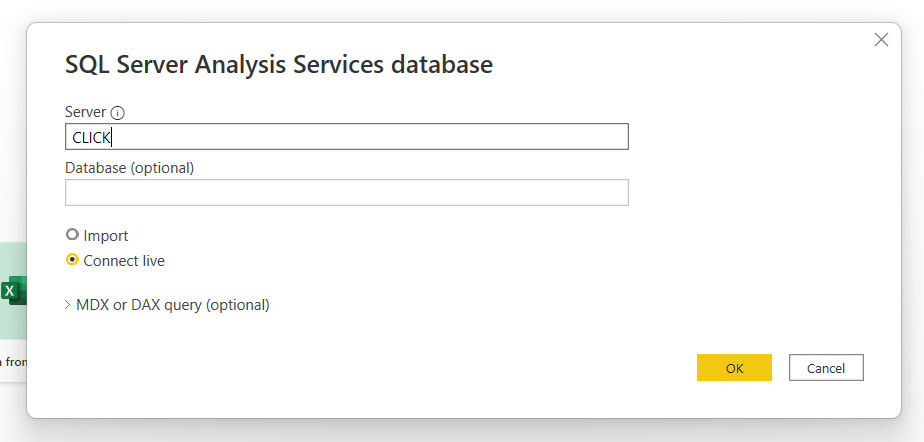 SQL Server Analysis Services database
Server
CLICK
Database (optional)
Import
Connect live
MDX or DAX query (optional)
X
from
OK
Cancel